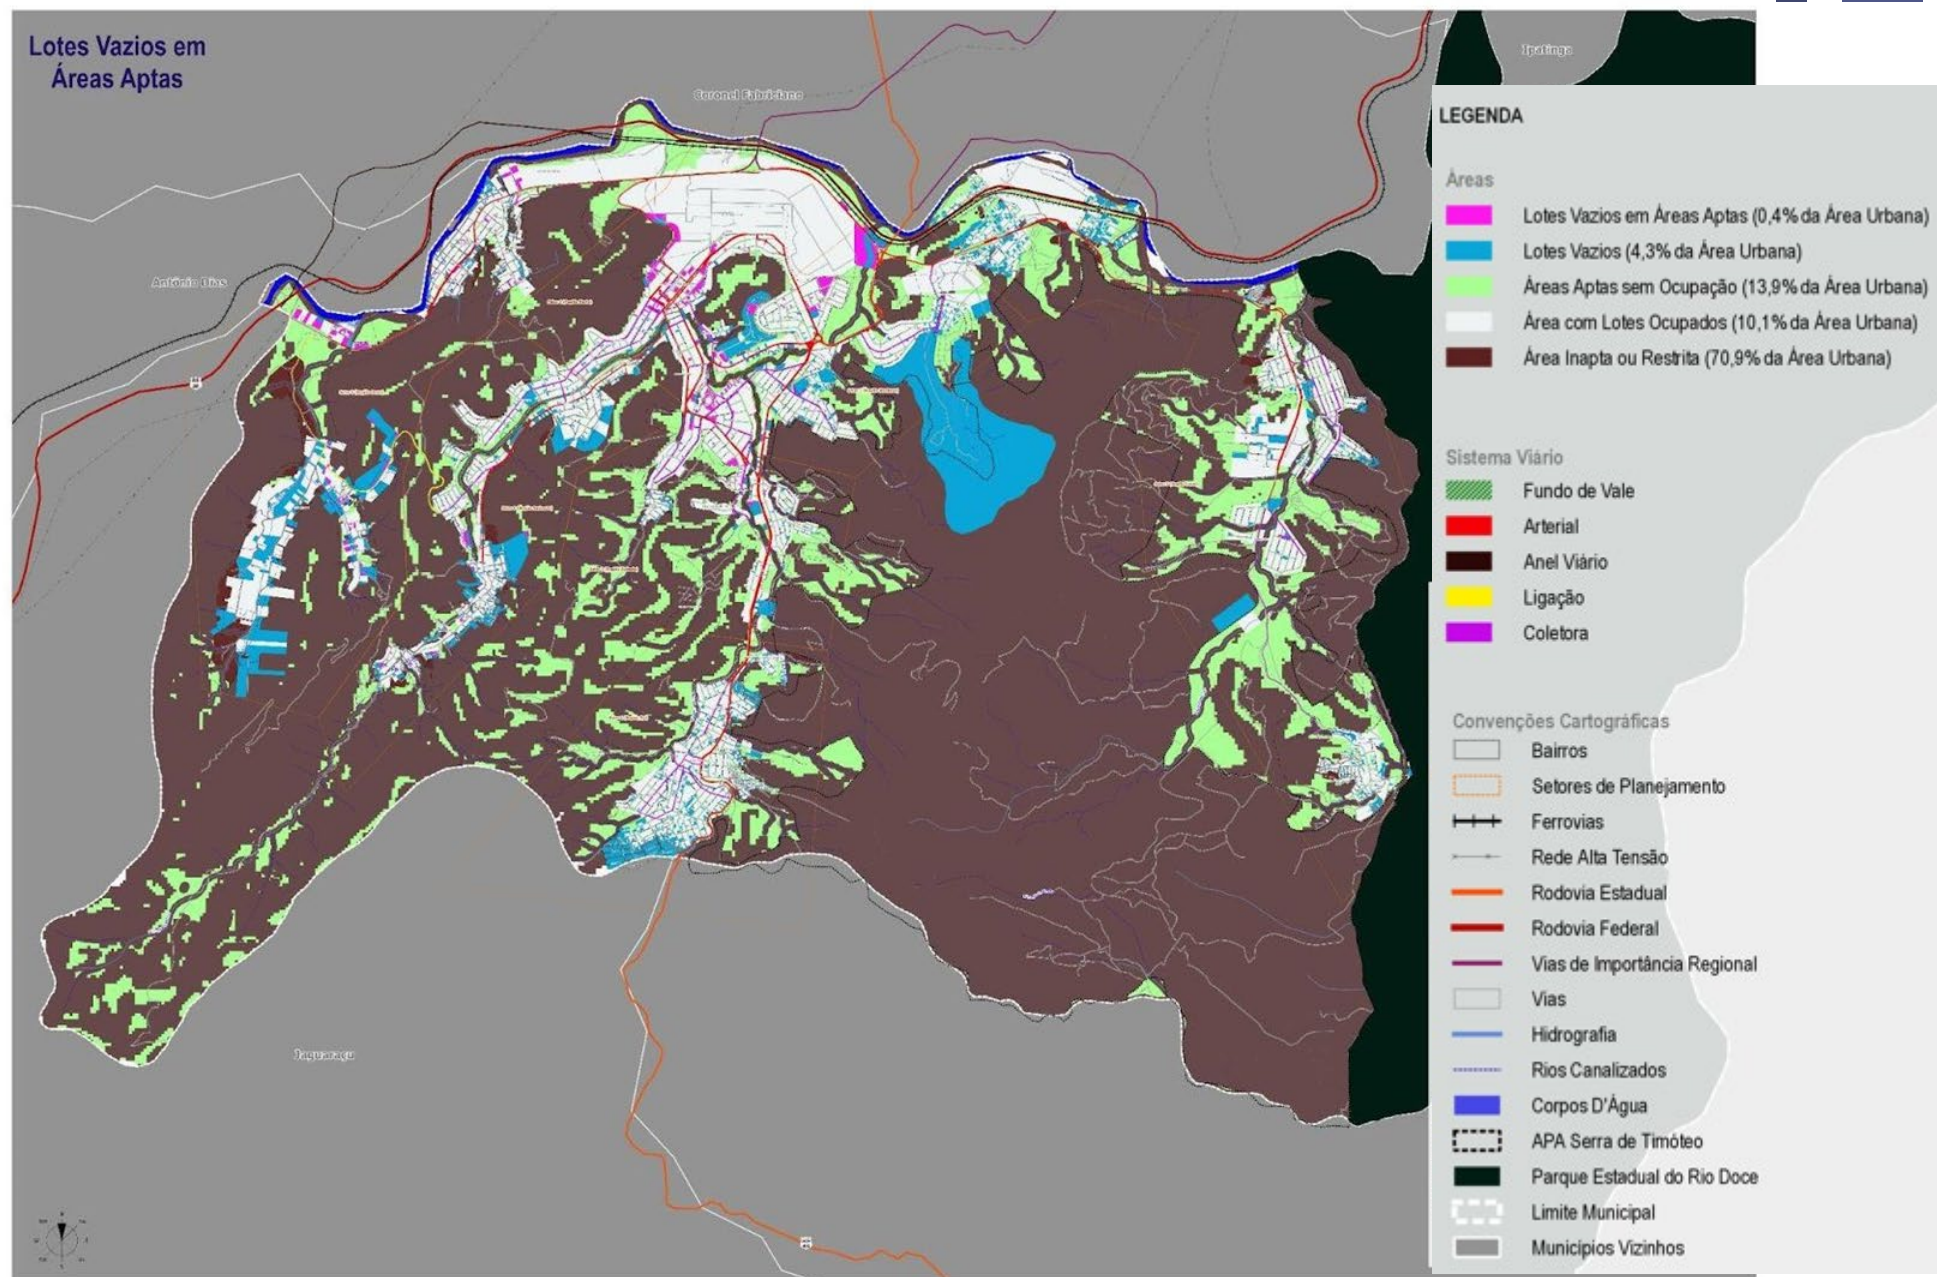 Lotes Vazios em
Áreas Aptas
Ipatinga
Coronel Fabriciano
Antônio Dias
Jaguaraçu
LEGENDA
Áreas
Lotes Vazios em Áreas Aptas (0,4% da Área Urbana)
Lotes Vazios (4,3% da Área Urbana)
Áreas Aptas sem Ocupação (13,9% da Área Urbana)
Área com Lotes Ocupados (10,1% da Área Urbana)
Área Inapta ou Restrita (70,9% da Área Urbana)
Sistema Viário
Fundo de Vale
Arterial
Anel Viário
Ligação
Coletora
Convenções Cartográficas
Bairros
Setores de Planejamento
Ferrovias
Rede Alta Tensão
Rodovia Estadual
Rodovia Federal
Vias de Importância Regional
Vias
Hidrografia
Rios Canalizados
Corpos D'Água
APA Serra de Timóteo
Parque Estadual do Rio Doce
Limite Municipal
Municípios Vizinhos